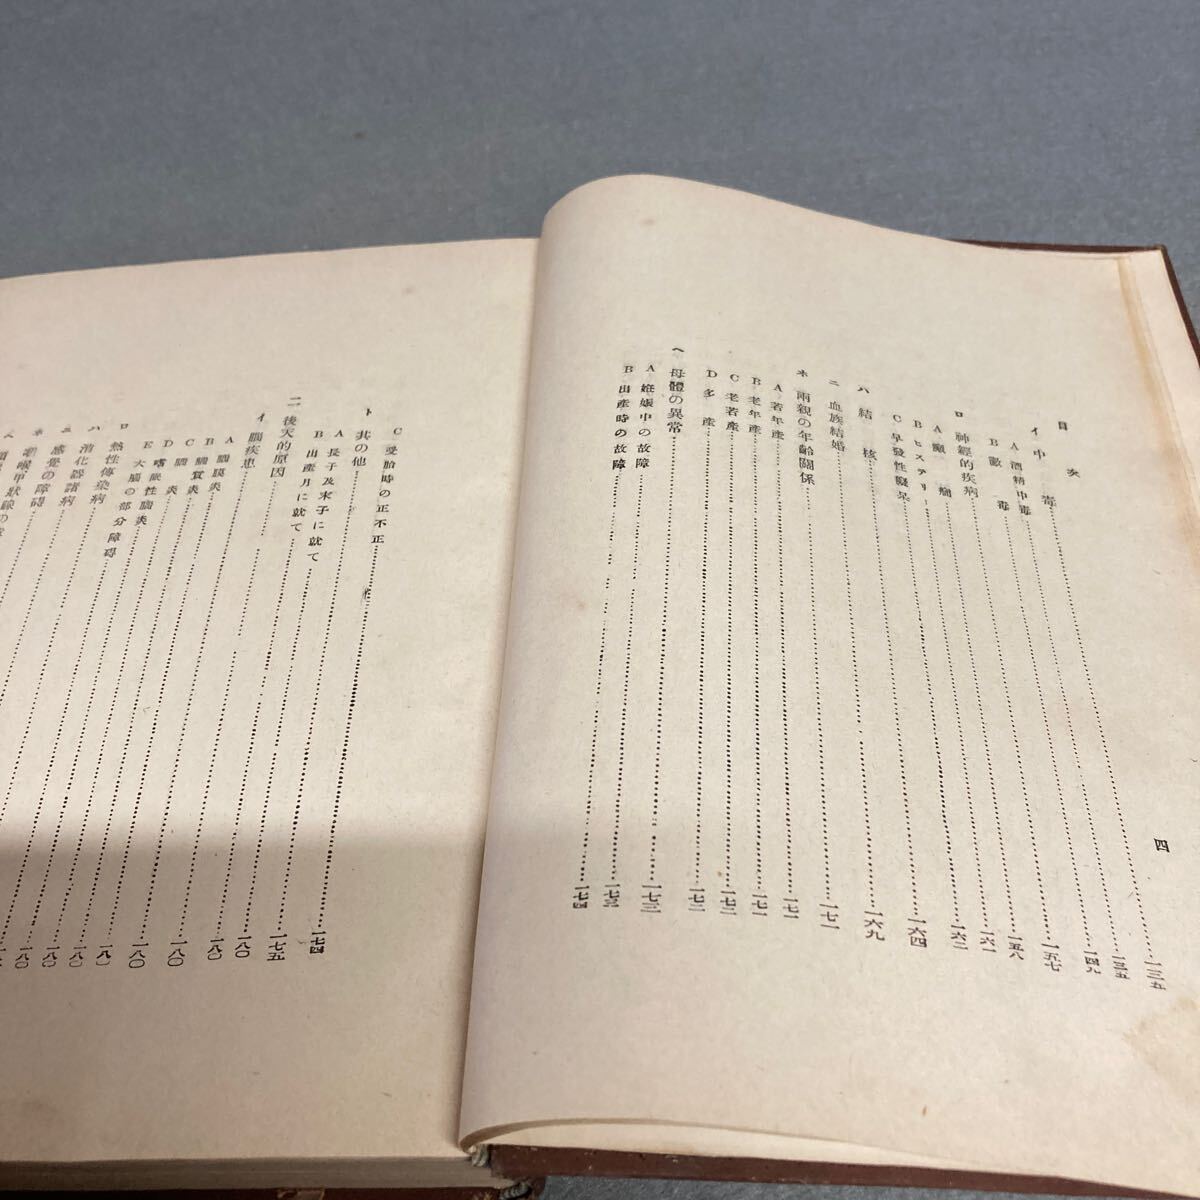 目次
四
イ 中毒 一三五
A 酒精中毒 一三五
B 黴毒 一四九
ロ 神經的疾病 一五七
A 癲癇 一五八
B ヒステリー 一六一
C 早發性癡呆 一六二
ハ 結核 一六四
ニ 血族結婚 一六九
ホ 兩親の年齡關係 一七一
A 若年產 一七一
B 老年產 一七一
C 老若產 一七二
D 多產 一七二
ヘ 母體の異常 一七三
A 姙娠中の故障 一七三
B 出產時の故障 一七四
C 受胎時の正不正
ト 其の他
A 長子及末子に就て
B 出產月に就て 一七四
二 後天的原因 一七五
イ 腦疾患 一八〇
A 腦膜炎 一八〇
B 腦質炎 一八〇
C 腦炎 一八〇
D 嗜眠性腦炎 一八〇
E 大腦の部分障碍 一八〇
ロ 熱性傳染病 一八〇
ハ 消化器諸病 一八〇
ニ 感覺の障碍
ホ